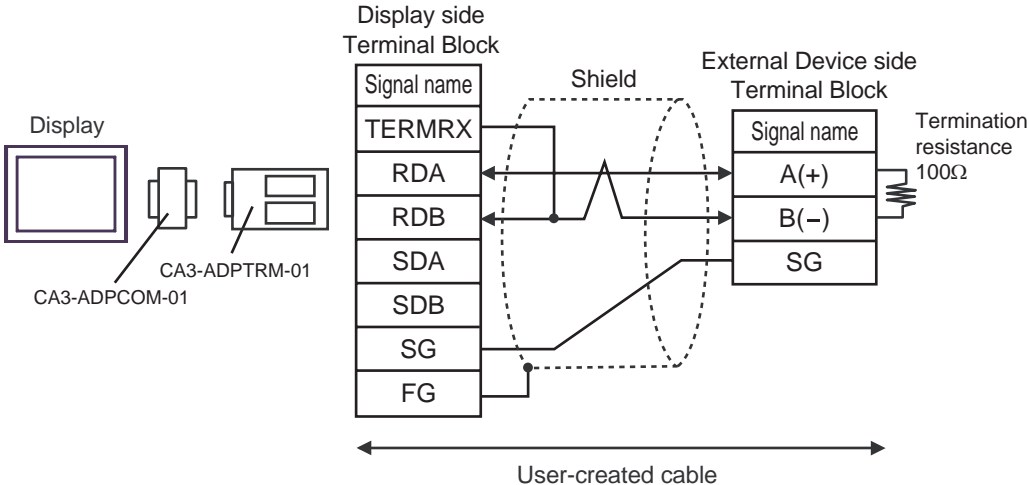 Display side
Terminal Block
Signal name
TERMRX
RDA
RDB
SDA
SDB
SG
FG
Shield
External Device side
Terminal Block
Signal name
A(+)
B(−)
SG
Termination
resistance
100Ω
Display
CA3-ADPTRM-01
CA3-ADPCOM-01
User-created cable